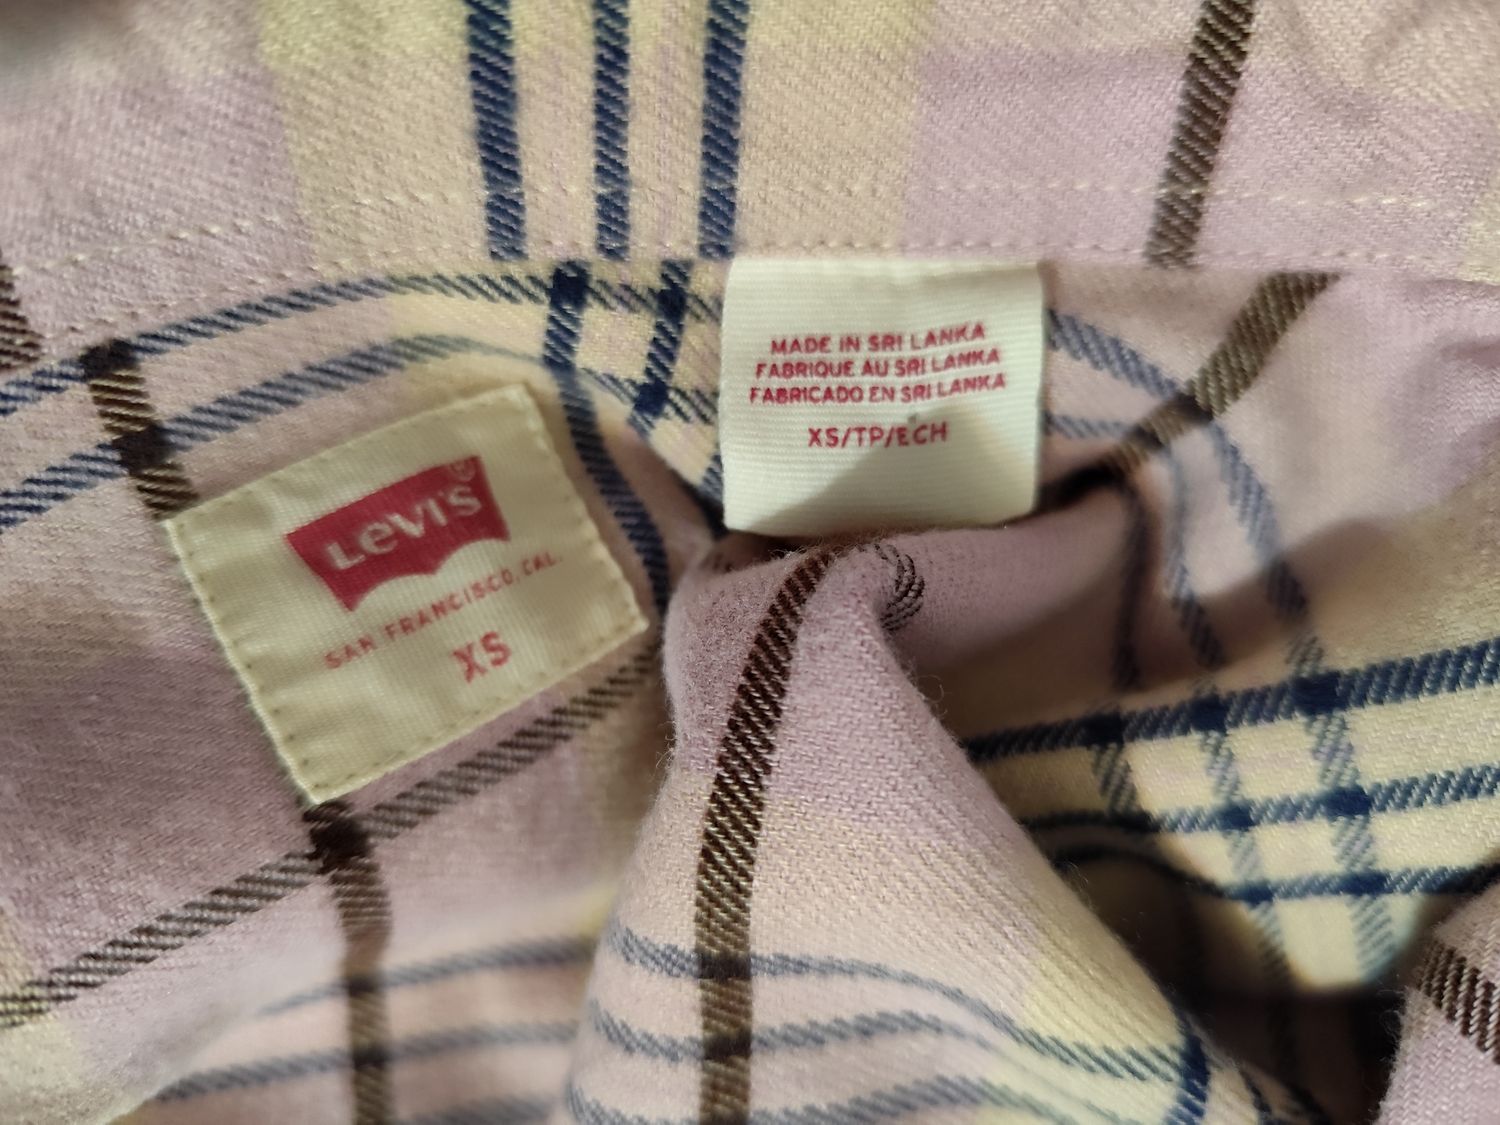 MADE IN SRI LANKA
FABRIQUE AU SRI LANKA
FABRICADO EN SRI LANKA
XS/TP/ECH
LEVI'S®
SAN FRANCISCO, CAL.
XS